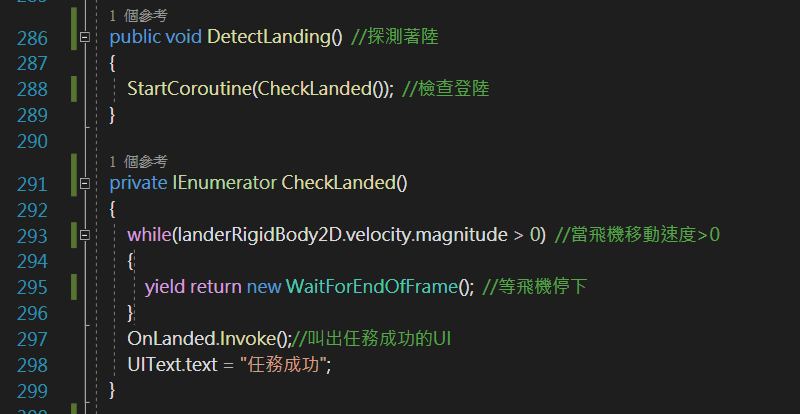 1 個參考
286 public void DetectLanding() //探測著陸
287 {
288 StartCoroutine(CheckLanded()); //檢查登陸
289 }
290
1 個參考
291 private IEnumerator CheckLanded()
292 {
293 while(landerRigidBody2D.velocity.magnitude > 0) //當飛機移動速度>0
294 {
295 yield return new WaitForEndOfFrame(); //等飛機停下
296 }
297 OnLanded.Invoke();//叫出任務成功的UI
298 UIText.text = "任務成功";
299 }